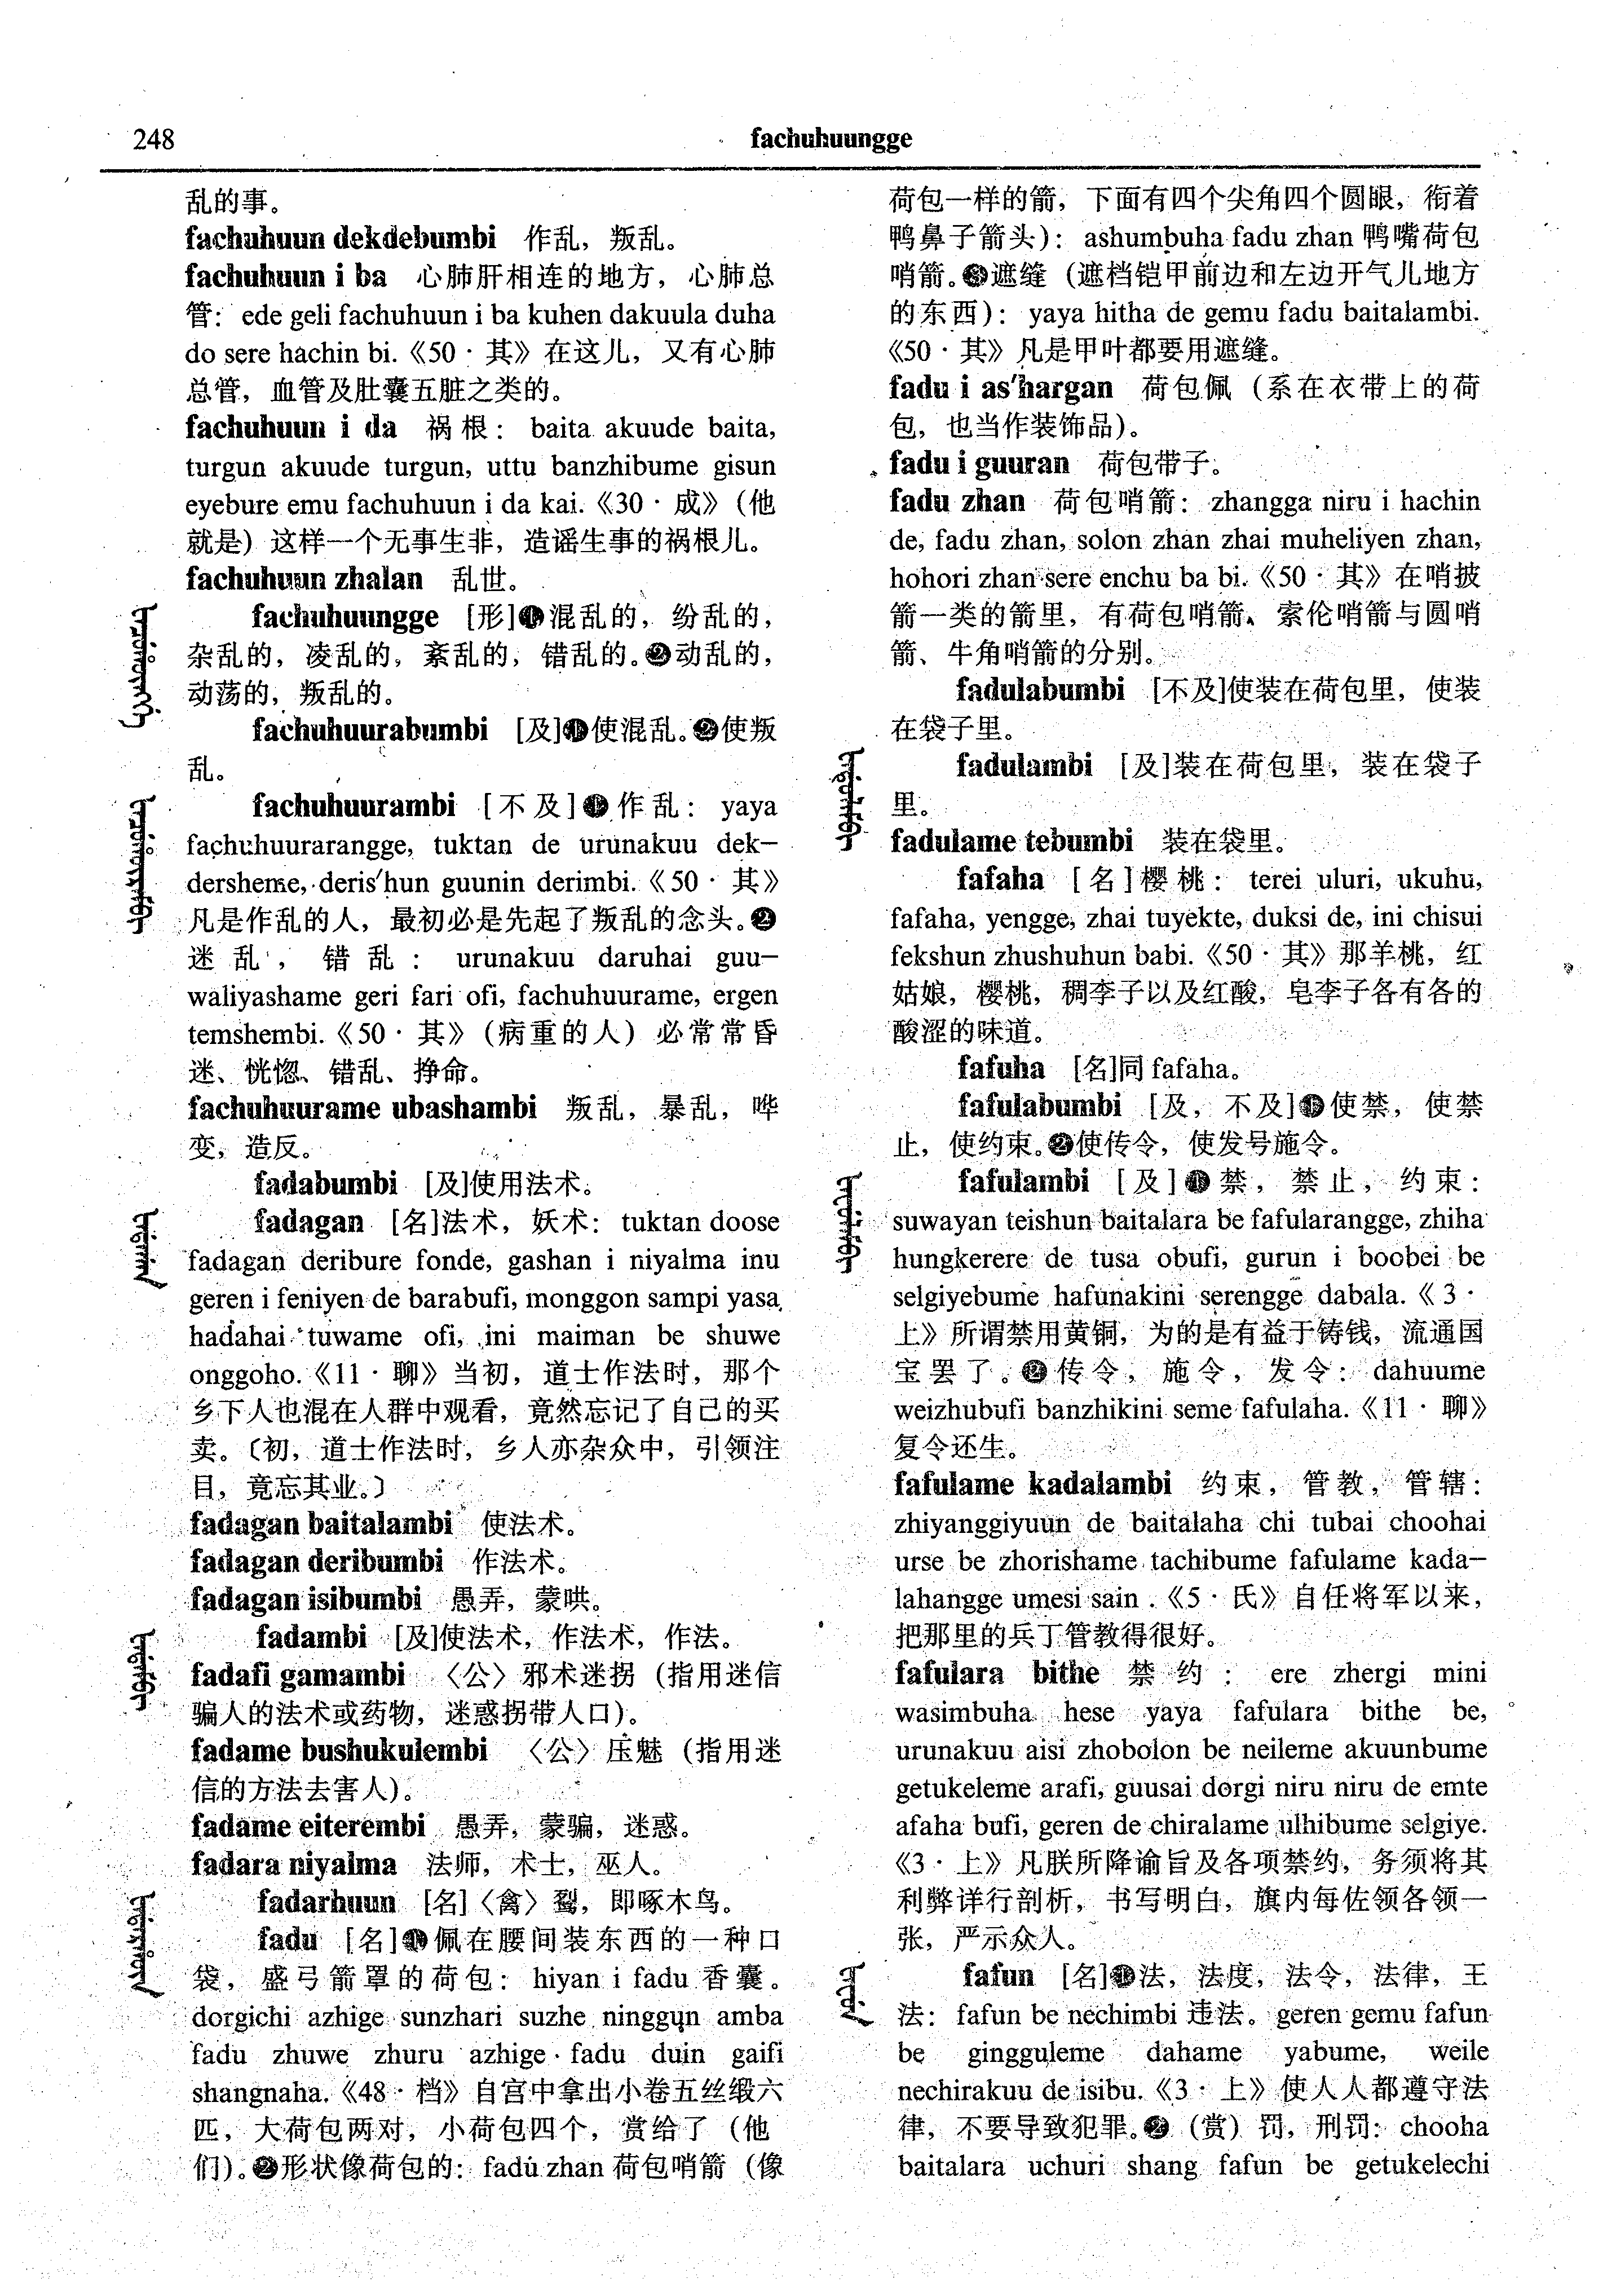 248
fachuhuungge
乱的事。
fachuhuun dekdebumbi 作乱，叛乱。
fachuhuun i ba 心肺肝相连的地方，心肺总
管：ede geli fachuhuun i ba kuhen dakuula duha
do sere hachin bi.《50·其》在这儿，又有心肺
总管，血管及肚囊五脏之类的。
fachuhuun i da 祸根：baita akuude baita,
turgun akuude turgun, uttu banzhibume gisun
eyebure emu fachuhuun i da kai.《30·成》（他
就是）这样一个无事生非，造谣生事的祸根儿。
fachuhuun zhalan 乱世。
fachuhuungge [形]❶混乱的，纷乱的，
杂乱的，凌乱的，紊乱的，错乱的。❷动乱的，
动荡的，叛乱的。
fachuhuurabumbi [及]❶使混乱。❷使叛
乱。
fachuhuurambi [不及]❶作乱：yaya
fachuhuurarangge, tuktan de urunakuu dek-
dersheme, deris'hun guunin derimbi.《50·其》
凡是作乱的人，最初必是先起了叛乱的念头。❷
迷乱，错乱：urunakuu daruhai guu-
waliyashame geri fari ofi, fachuhuurame, ergen
temshembi.《50·其》（病重的人）必常常昏
迷、恍惚、错乱、挣命。
fachuhuurame ubashambi 叛乱，暴乱，哗
变，造反。
fadabumbi [及]使用法术。
fadagan [名]法术，妖术：tuktan doose
fadagan deribure fonde, gashan i niyalma inu
geren i feniyen de barabufi, monggon sampi yasa
hadahai tuwame ofi, ini maiman be shuwe
onggoho.《11·聊》当初，道士作法时，那个
乡下人也混在人群中观看，竟然忘记了自己的买
卖。〔初，道士作法时，乡人亦杂众中，引领注
目，竟忘其业。〕
fadagan baitalambi 使法术。
fadagan deribumbi 作法术。
fadagan isibumbi 愚弄，蒙哄。
fadambi [及]使法术，作法术，作法。
fadafi gamambi 〈公〉邪术迷拐（指用迷信
骗人的法术或药物，迷惑拐带人口）。
fadame bushukulembi 〈公〉压魅（指用迷
信的方法去害人）。
fadame eiterembi 愚弄，蒙骗，迷惑。
fadara niyalma 法师，术士，巫人。
fadarhuun [名]〈禽〉䴕，即啄木鸟。
fadu [名]❶佩在腰间装东西的一种口
袋，盛弓箭罩的荷包：hiyan i fadu 香囊。
dorgichi azhige sunzhari suzhe ninggun amba
fadu zhuwe zhuru azhige fadu duin gaifi
shangnaha.《48·档》自宫中拿出小卷五丝缎六
匹，大荷包两对，小荷包四个，赏给了（他
们）。❷形状像荷包的：fadu zhan 荷包哨箭（像
荷包一样的箭，下面有四个尖角四个圆眼，衔着
鸭鼻子箭头）：ashumbuha fadu zhan 鸭嘴荷包
哨箭。❸遮缝（遮档铠甲前边和左边开气儿地方
的东西）：yaya hitha de gemu fadu baitalambi.
《50·其》凡是甲叶都要用遮缝。
fadu i as'hargan 荷包佩（系在衣带上的荷
包，也当作装饰品）。
fadu i guuran 荷包带子。
fadu zhan 荷包哨箭：zhangga niru i hachin
de, fadu zhan, solon zhan zhai muheliyen zhan,
hohori zhan sere enchu ba bi.《50·其》在哨披
箭一类的箭里，有荷包哨箭、索伦哨箭与圆哨
箭、牛角哨箭的分别。
fadulabumbi [不及]使装在荷包里，使装
在袋子里。
fadulambi [及]装在荷包里，装在袋子
里。
fadulame tebumbi 装在袋里。
fafaha [名]樱桃：terei uluri, ukuhu,
fafaha, yengge, zhai tuyekte, duksi de, ini chisui
fekshun zhushuhun babi.《50·其》那羊桃，红
姑娘，樱桃，稠李子以及红酸，皂李子各有各的
酸涩的味道。
fafuha [名]同 fafaha。
fafulabumbi [及，不及]❶使禁，使禁
止，使约束。❷使传令，使发号施令。
fafulambi [及]❶禁，禁止，约束：
suwayan teishun baitalara be fafularangge, zhiha
hungkerere de tusa obufi, gurun i boobei be
selgiyebume hafunakini serengge dabala.《3·
上》所谓禁用黄铜，为的是有益于铸钱，流通国
宝罢了。❷传令，施令，发令：dahuume
weizhubufi banzhikini seme fafulaha.《11·聊》
复令还生。
fafulame kadalambi 约束，管教，管辖：
zhiyanggiyuun de baitalaha chi tubai choohai
urse be zhorishame tachibume fafulame kada-
lahangge umesi sain.《5·氏》自任将军以来，
把那里的兵丁管教得很好。
fafulara bithe 禁约：ere zhergi mini
wasimbuha hese yaya fafulara bithe be,
urunakuu aisi zhobolon be neileme akuunbume
getukeleme arafi, guusai dorgi niru niru de emte
afaha bufi, geren de chiralame ulhibume selgiye.
《3·上》凡朕所降谕旨及各项禁约，务须将其
利弊详行剖析，书写明白，旗内每佐领各领一
张，严示众人。
fafun [名]❶法，法度，法令，法律，王
法：fafun be nechimbi 违法。geren gemu fafun
be ginguleme dahame yabume, weile
nechirakuu de isibu.《3·上》使人人都遵守法
律，不要导致犯罪。❷（赏）罚，刑罚：chooha
baitalara uchuri shang fafun be getukelechi